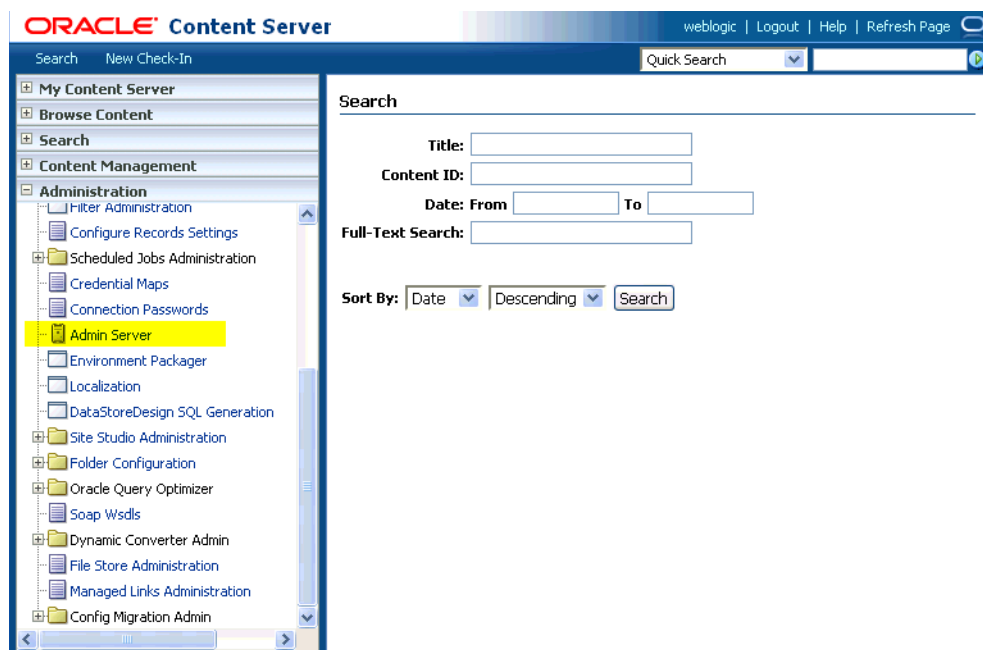 ORACLE Content Server
weblogic | Logout | Help | Refresh Page
Search New Check-In
Quick Search
My Content Server
Browse Content
Search
Content Management
Administration
Filter Administration
Configure Records Settings
Scheduled Jobs Administration
Credential Maps
Connection Passwords
Admin Server
Environment Packager
Localization
DataStoreDesign SQL Generation
Site Studio Administration
Folder Configuration
Oracle Query Optimizer
Soap Wsdls
Dynamic Converter Admin
File Store Administration
Managed Links Administration
Config Migration Admin
Search
Title:
Content ID:
Date: From To
Full-Text Search:
Sort By: Date Descending Search